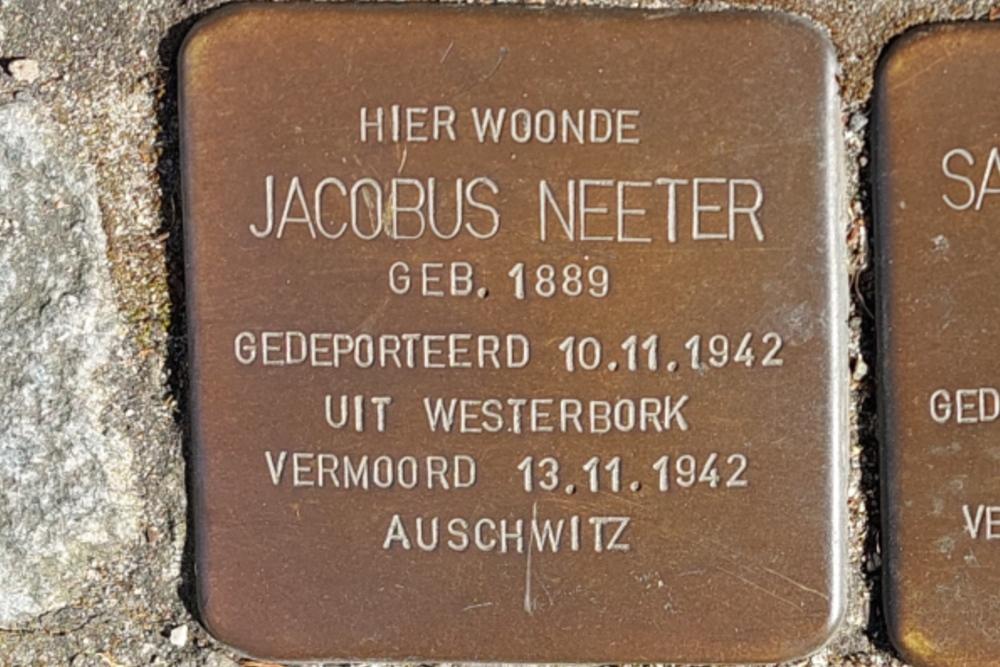 HIER WOONDE
JACOBUS NEETER
GEB. 1889
GEDEPORTEERD 10.11.1942
UIT WESTERBORK
VERMOORD 13.11.1942
AUSCHWITZ